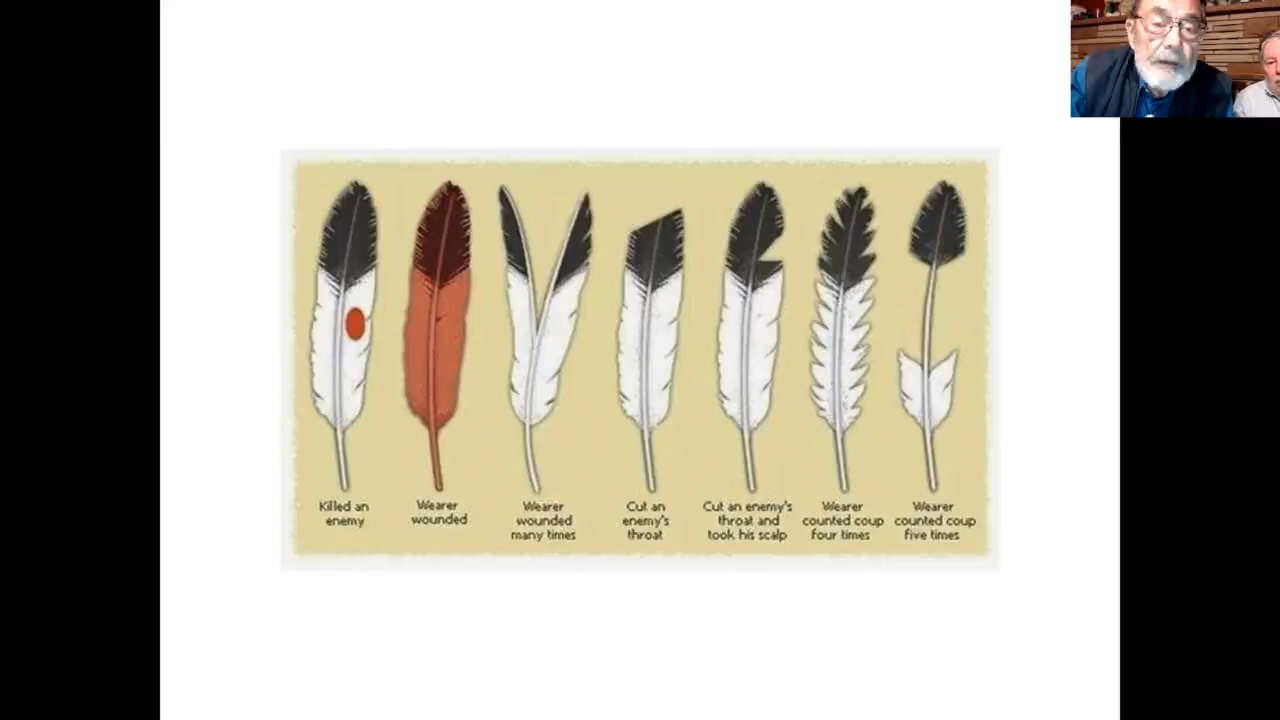 Killed an
enemy
Wearer
wounded
Wearer
wounded
many times
Cut an
enemy's
throat
Cut an enemy's
throat and
took his scalp
Wearer
counted coup
four times
Wearer
counted coup
five times